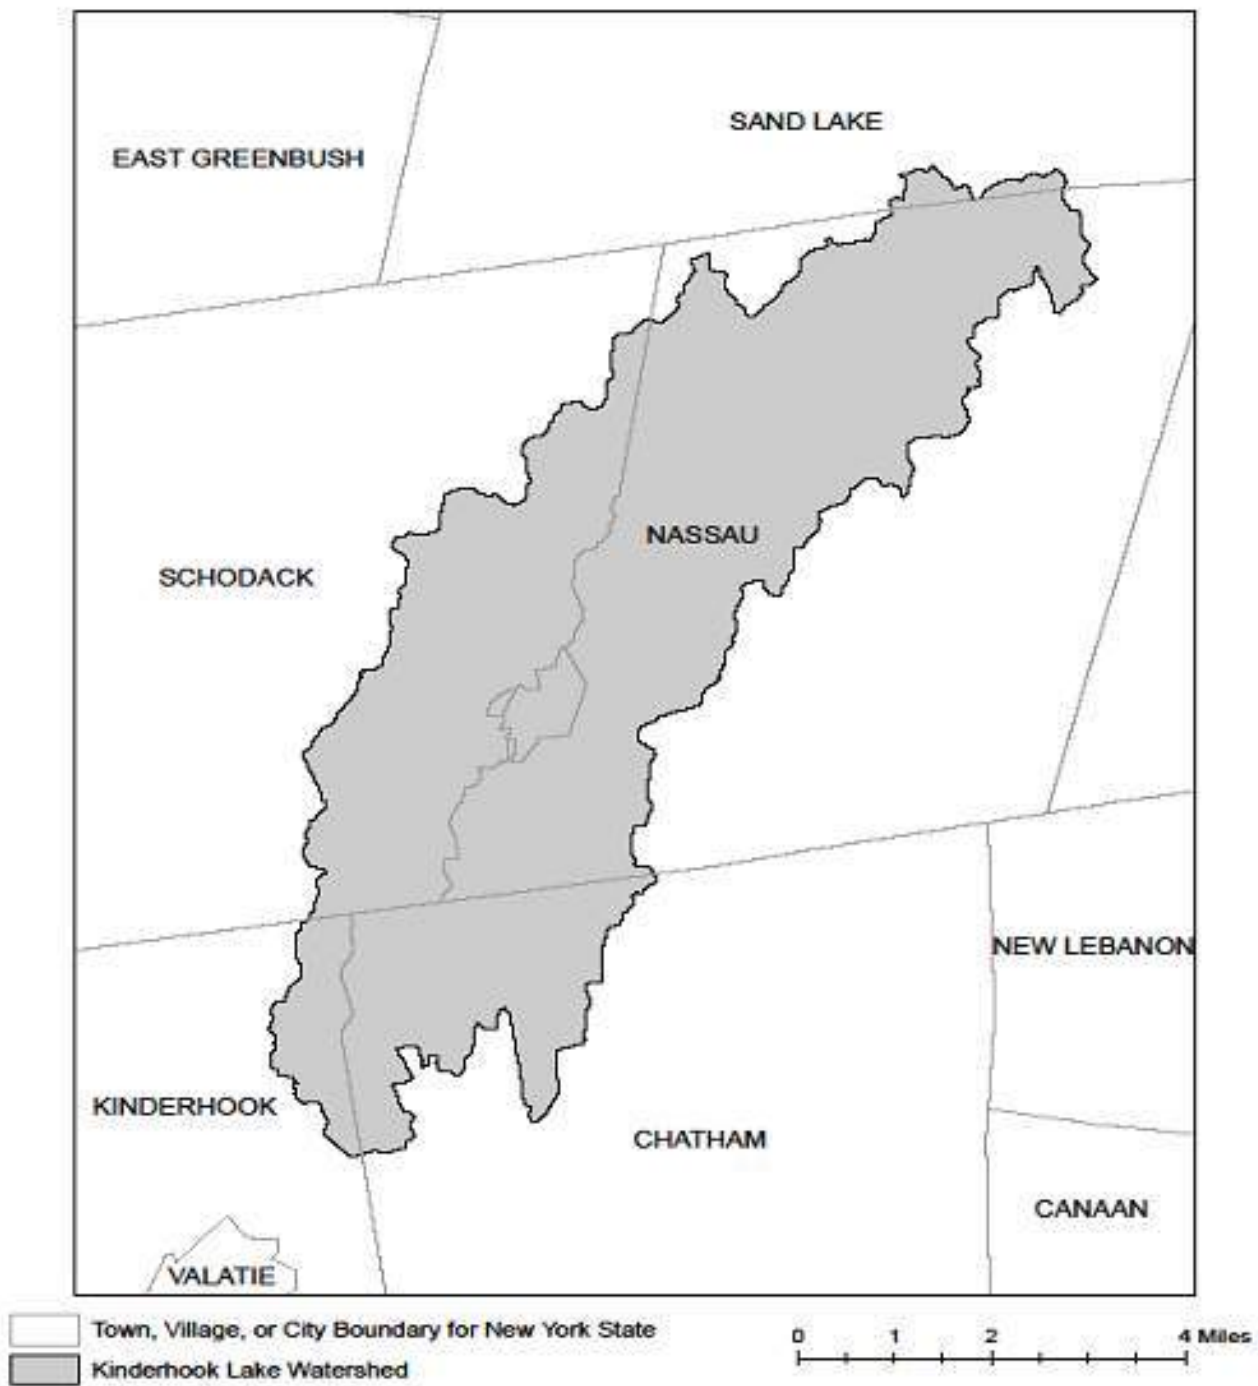 SAND LAKE
EAST GREENBUSH
NASSAU
SCHODACK
NEW LEBANON
KINDERHOOK
CHATHAM
CANAAN
VALATIE
Town, Village, or City Boundary for New York State
Kinderhook Lake Watershed
0 1 2 4 Miles